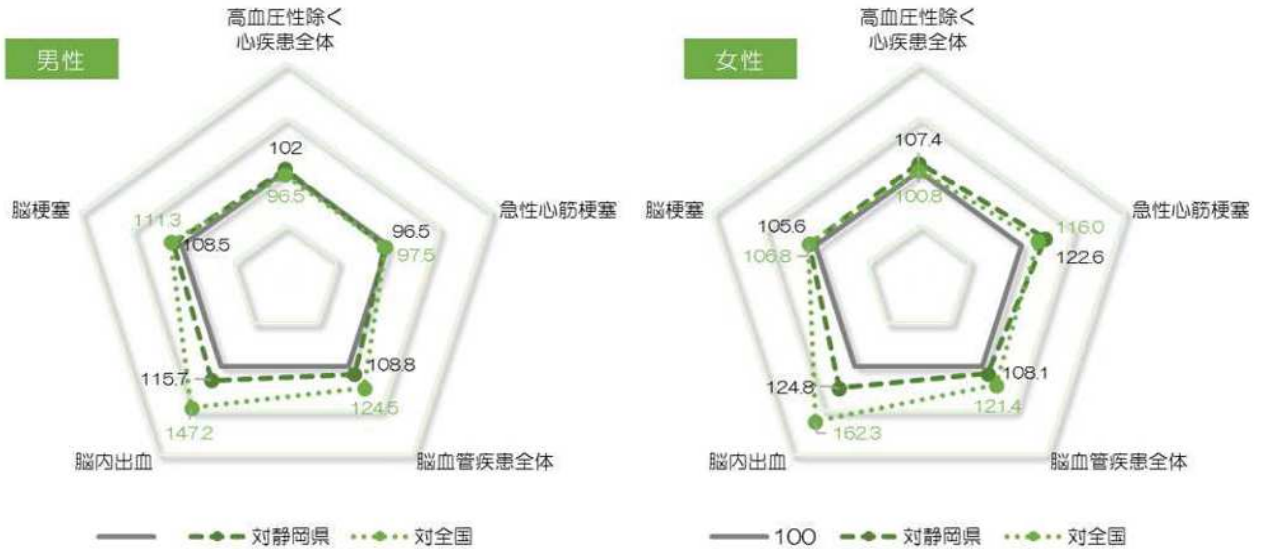 男性
高血圧性除く
心疾患全体
102
96.5
急性心筋梗塞
96.5
97.5
脳血管疾患全体
108.8
124.5
脳内出血
115.7
147.2
脳梗塞
111.3
108.5
対静岡県
対全国
女性
高血圧性除く
心疾患全体
107.4
100.8
急性心筋梗塞
116.0
122.6
脳血管疾患全体
108.1
121.4
脳内出血
124.8
162.3
脳梗塞
105.6
106.8
100
対静岡県
対全国